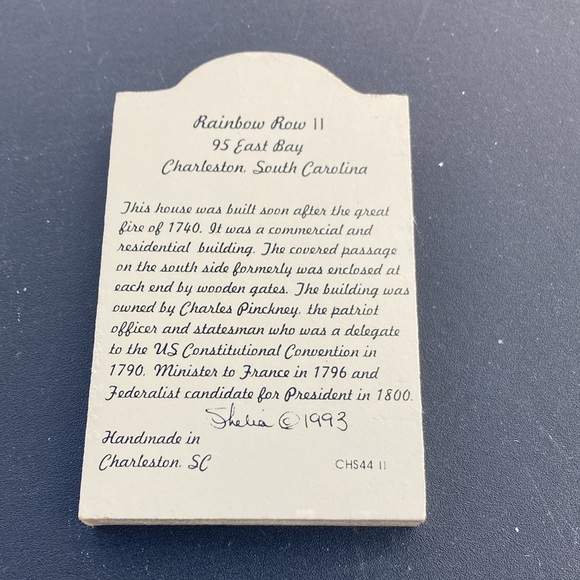 Rainbow Row II
95 East Bay
Charleston, South Carolina
This house was built soon after the great
fire of 1740. It was a commercial and
residential building. The covered passage
on the south side formerly was enclosed at
each end by wooden gates. The building was
owned by Charles Pinckney, the patriot
officer and statesman who was a delegate
to the US Constitutional Convention in
1790, Minister to France in 1796 and
Federalist candidate for President in 1800.
Shelia © 1993
Handmade in
Charleston, SC
CHS44 II